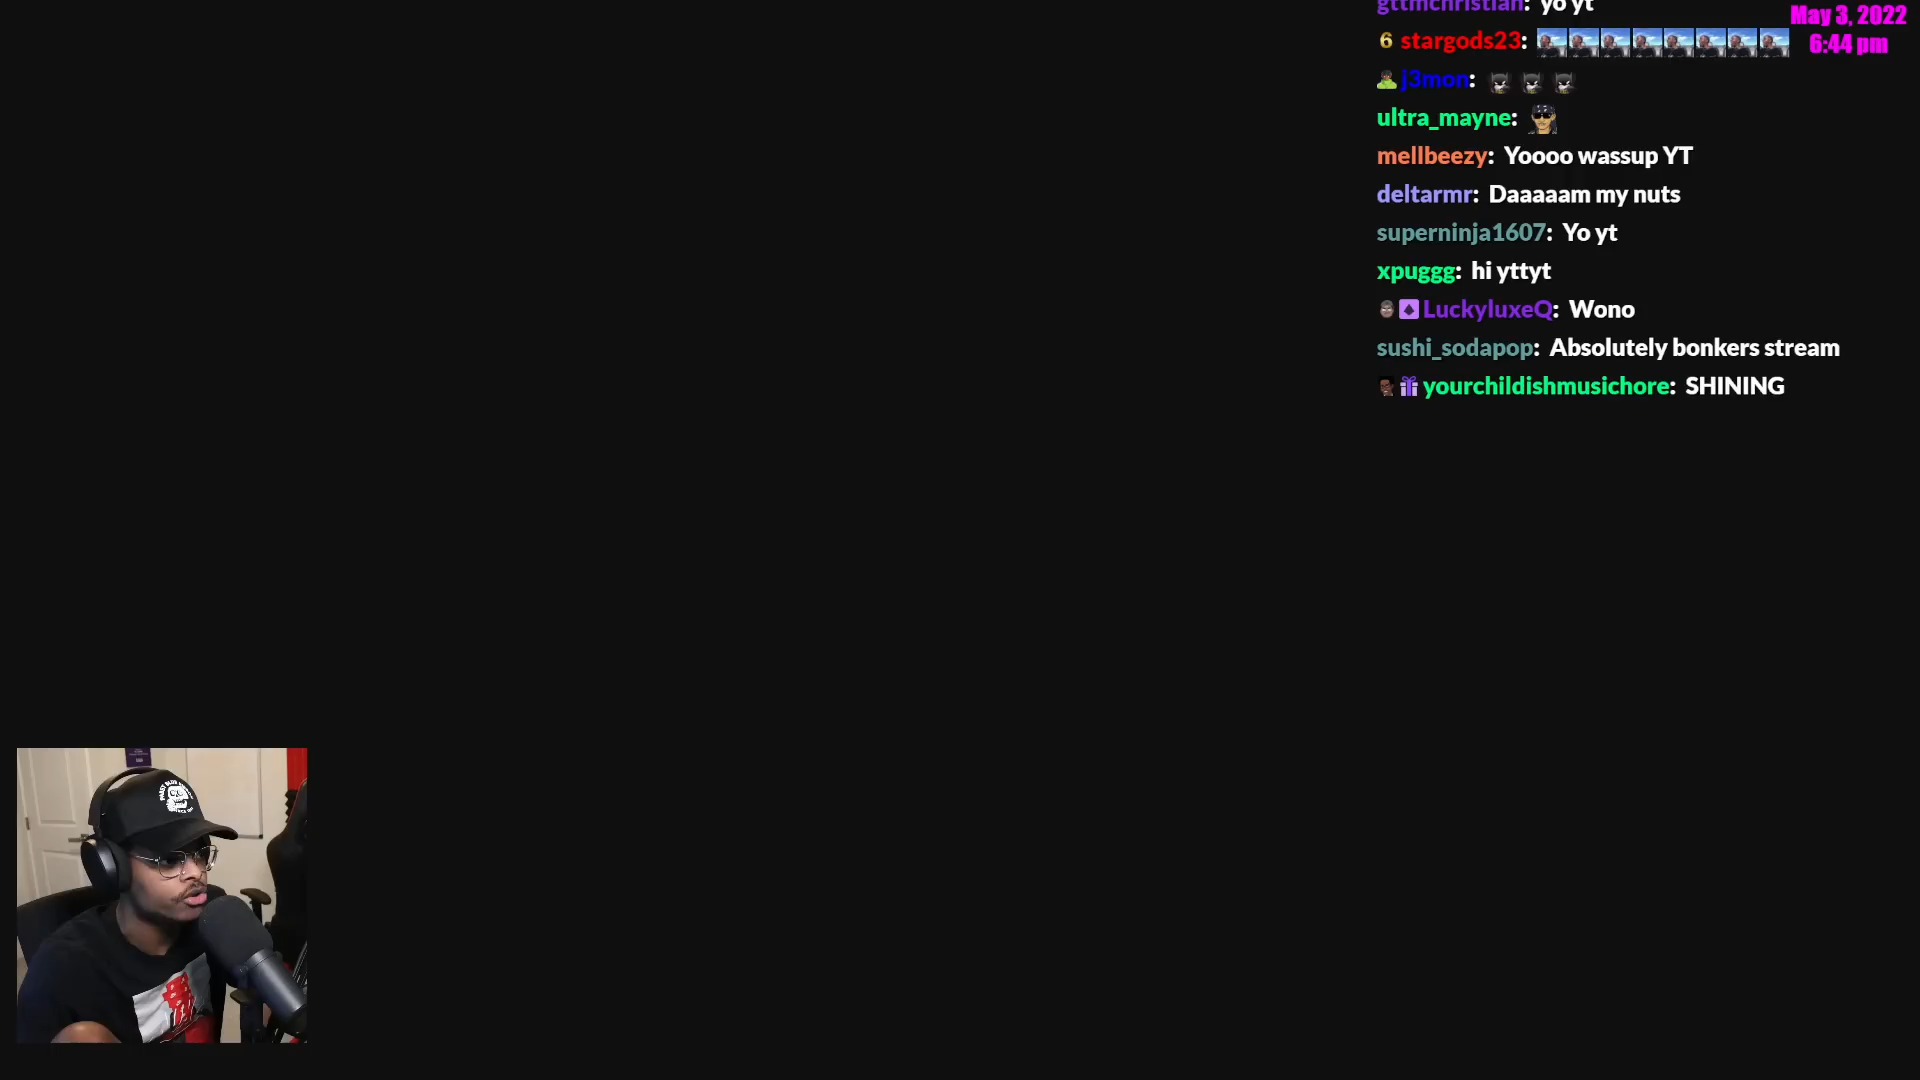 gttmchristian: yo yt
May 3, 2022
6:44 pm
6 stargods23:
j3mon:
ultra_mayne:
mellbeezy: Yoooo wassup YT
deltarmr: Daaaaam my nuts
superninja1607: Yo yt
xpuggg: hi yttyt
LuckyluxeQ: Wono
sushi_sodapop: Absolutely bonkers stream
yourchildishmusichore: SHINING